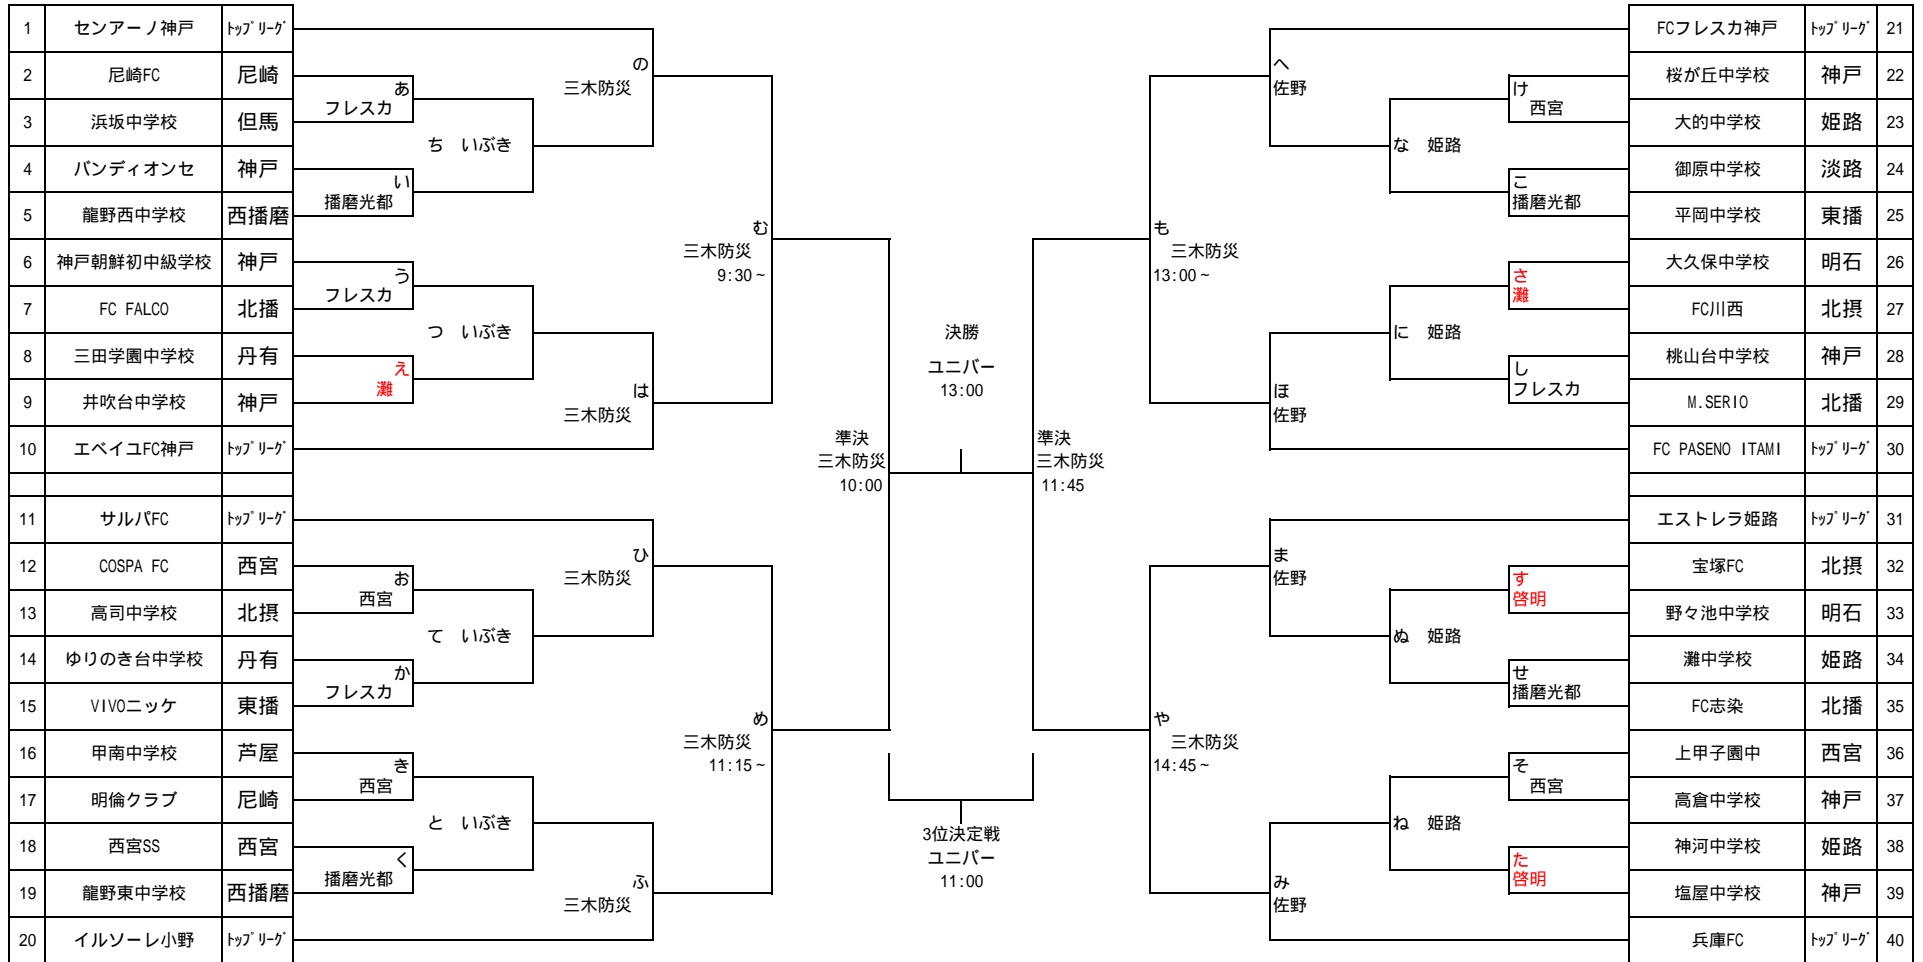 1 センアーノ神戸 トップリーグ
2 尼崎FC 尼崎
3 浜坂中学校 但馬
4 バンディオンセ 神戸
5 龍野西中学校 西播磨
6 神戸朝鮮初中級学校 神戸
7 FC FALCO 北播
8 三田学園中学校 丹有
9 井吹台中学校 神戸
10 エベイユFC神戸 トップリーグ
11 サルパFC トップリーグ
12 COSPA FC 西宮
13 高司中学校 北摂
14 ゆりのき台中学校 丹有
15 VIVOニッケ 東播
16 甲南中学校 芦屋
17 明倫クラブ 尼崎
18 西宮SS 西宮
19 龍野東中学校 西播磨
20 イルソーレ小野 トップリーグ
あ
フレスカ
い
播磨光都
う
フレスカ
え
灘
お
西宮
か
フレスカ
き
西宮
く
播磨光都
ち いぶき
つ いぶき
て いぶき
と いぶき
の
三木防災
は
三木防災
ひ
三木防災
ふ
三木防災
む
三木防災
9:30~
め
三木防災
11:15~
準決
三木防災
10:00
決勝
ユニバー
13:00
3位決定戦
ユニバー
11:00
準決
三木防災
11:45
も
三木防災
13:00~
や
三木防災
14:45~
へ
佐野
ほ
佐野
ま
佐野
み
佐野
な 姫路
に 姫路
ぬ 姫路
ね 姫路
け
西宮
こ
播磨光都
さ
灘
し
フレスカ
す
啓明
せ
播磨光都
そ
西宮
た
啓明
FCフレスカ神戸 トップリーグ 21
桜が丘中学校 神戸 22
大的中学校 姫路 23
御原中学校 淡路 24
平岡中学校 東播 25
大久保中学校 明石 26
FC川西 北摂 27
桃山台中学校 神戸 28
M.SERIO 北播 29
FC PASENO ITAMI トップリーグ 30
エストレラ姫路 トップリーグ 31
宝塚FC 北摂 32
野々池中学校 明石 33
灘中学校 姫路 34
FC志染 北播 35
上甲子園中 西宮 36
高倉中学校 神戸 37
神河中学校 姫路 38
塩屋中学校 神戸 39
兵庫FC トップリーグ 40